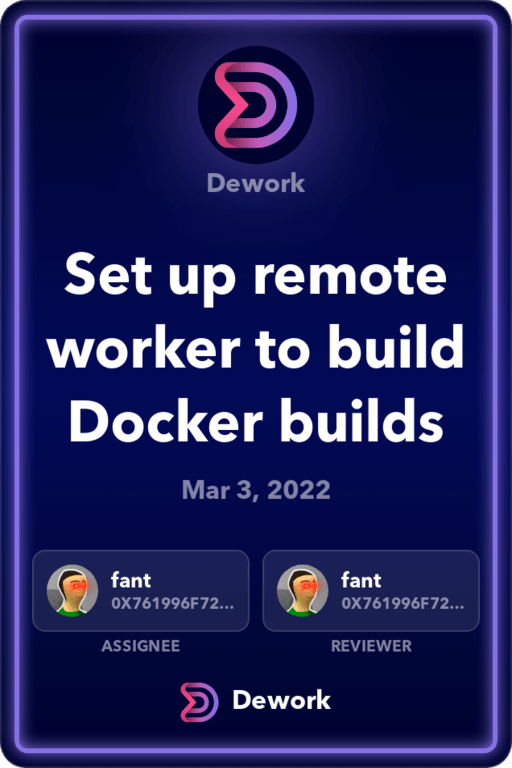 Dework
Set up remote
worker to build
Docker builds
Mar 3, 2022
fant
0X761996F72...
ASSIGNEE
fant
0X761996F72...
REVIEWER
Dework